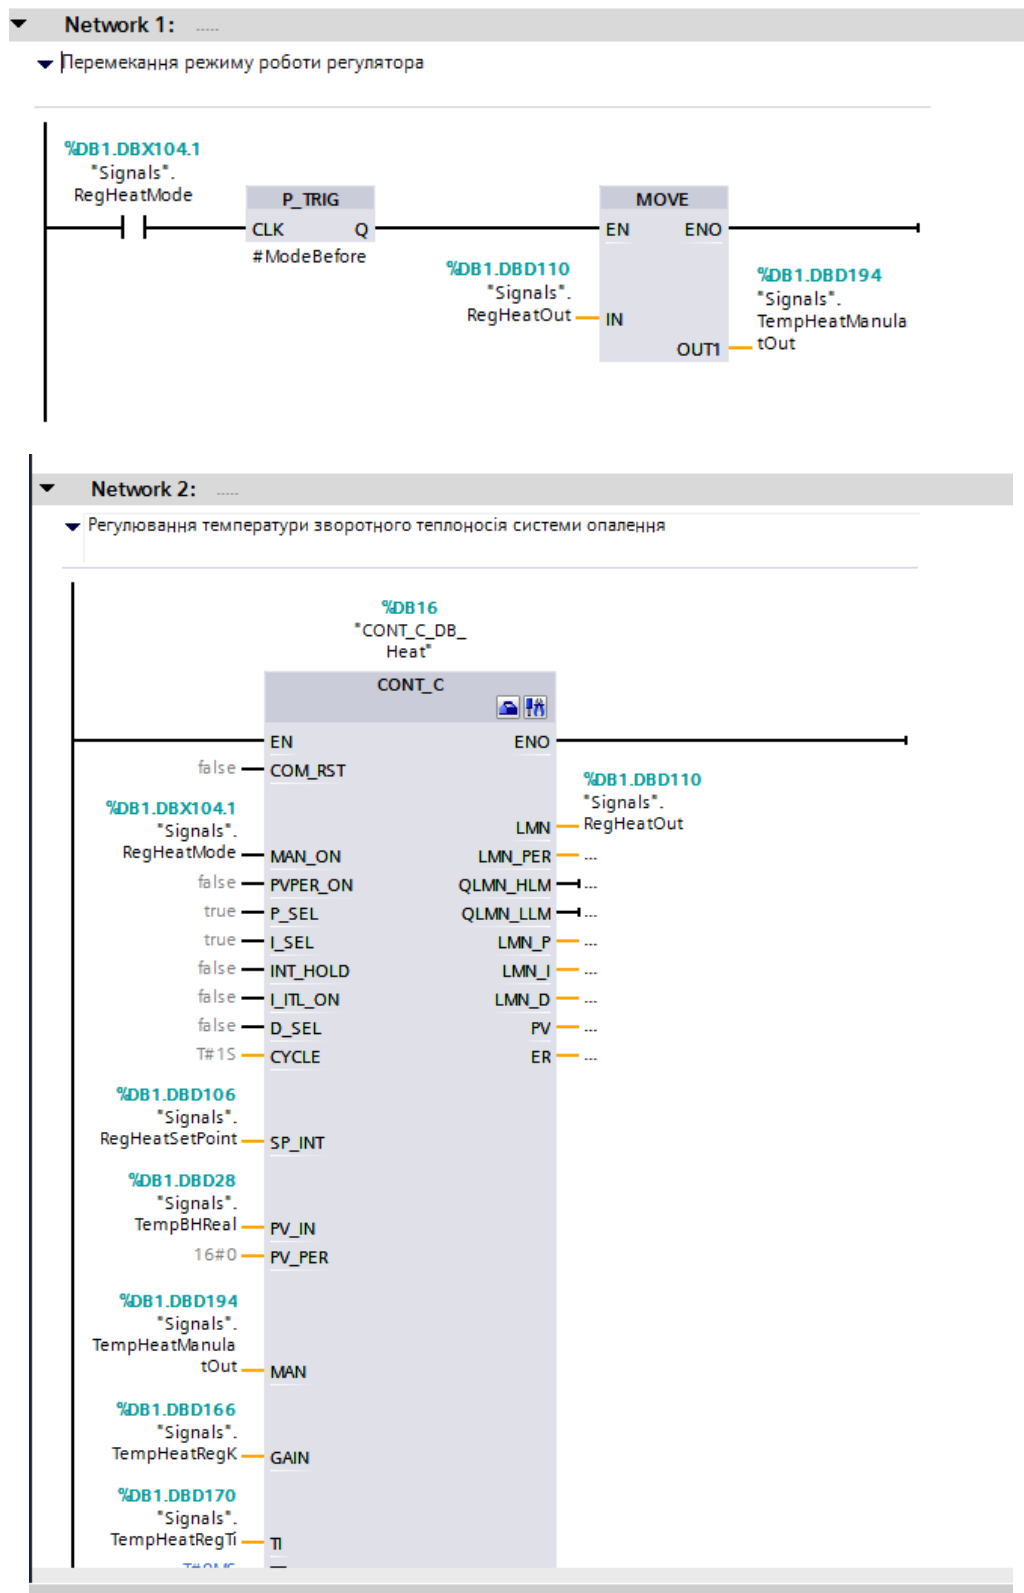 Network 1: .....
Перемекання режиму роботи регулятора
%DB1.DBX104.1
"Signals".
RegHeatMode
P_TRIG
CLK Q
#ModeBefore
MOVE
EN ENO
%DB1.DBD110
"Signals".
RegHeatOut
IN
OUT1
%DB1.DBD194
"Signals".
TempHeatManula
tOut
Network 2: .....
Регулювання температури зворотного теплоносія системи опалення
%DB16
"CONT_C_DB_
Heat"
CONT_C
EN ENO
false COM_RST
%DB1.DBX104.1
"Signals".
RegHeatMode MAN_ON
%DB1.DBD110
"Signals".
LMN RegHeatOut
LMN_PER ...
false PVPER_ON QLMN_HLM ...
true P_SEL QLMN_LLM ...
true I_SEL LMN_P ...
false INT_HOLD LMN_I ...
false I_ITL_ON LMN_D ...
false D_SEL PV ...
T#1S CYCLE ER ...
%DB1.DBD106
"Signals".
RegHeatSetPoint SP_INT
%DB1.DBD28
"Signals".
TempBHReal PV_IN
16#0 PV_PER
%DB1.DBD194
"Signals".
TempHeatManula
tOut MAN
%DB1.DBD166
"Signals".
TempHeatRegK GAIN
%DB1.DBD170
"Signals".
TempHeatRegTi TI